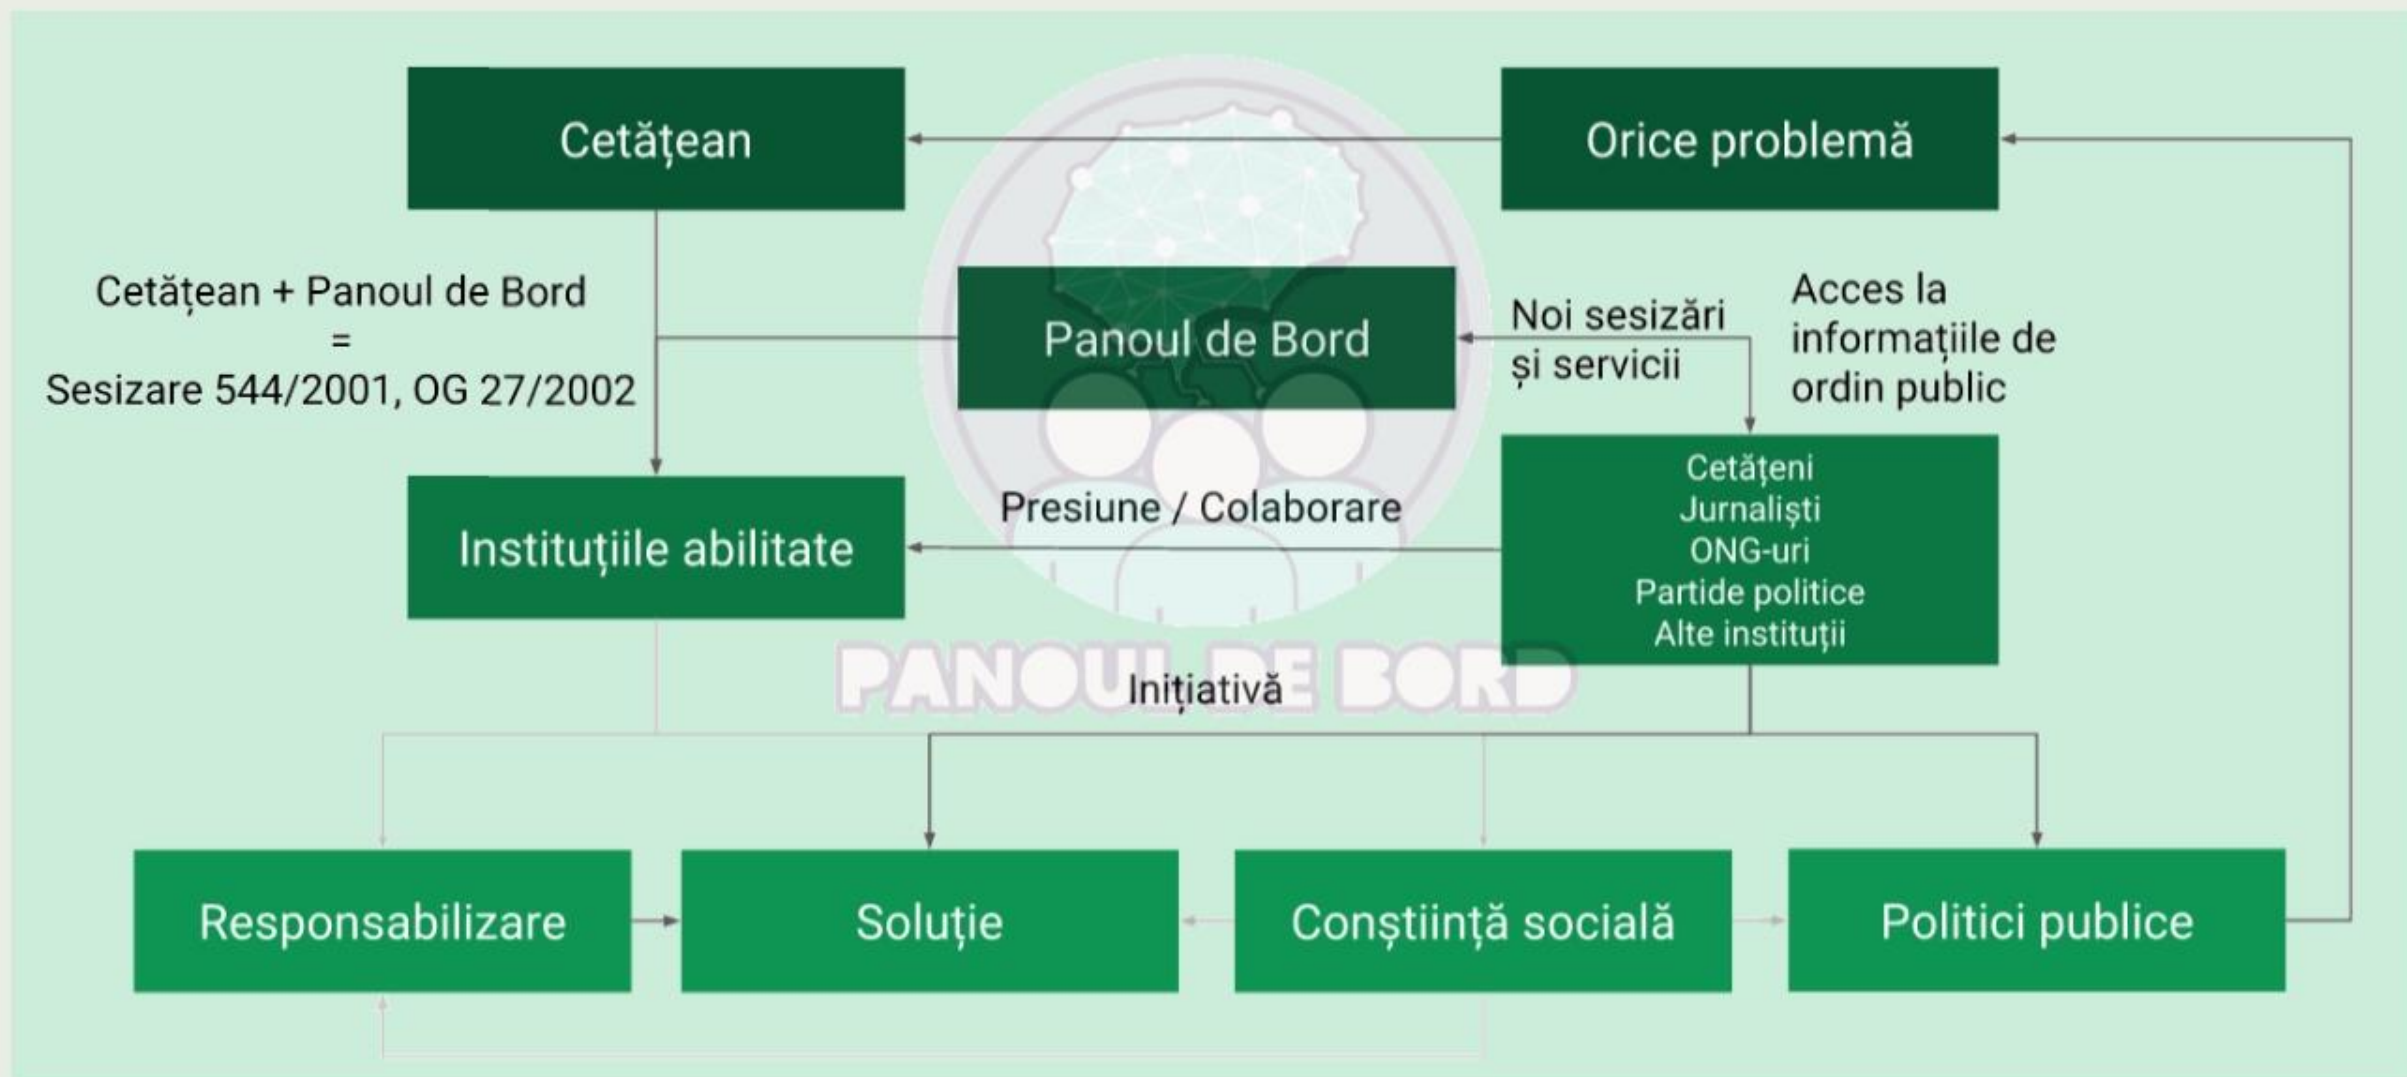 Cetățean
Orice problemă
Cetățean + Panoul de Bord
=
Sesizare 544/2001, OG 27/2002
Panoul de Bord
Noi sesizări
și servicii
Acces la
informațiile de
ordin public
Instituțiile abilitate
Presiune / Colaborare
Cetățeni
Jurnaliști
ONG-uri
Partide politice
Alte instituții
PANOUL DE BORD
Inițiativă
Responsabilizare
Soluție
Conștiință socială
Politici publice